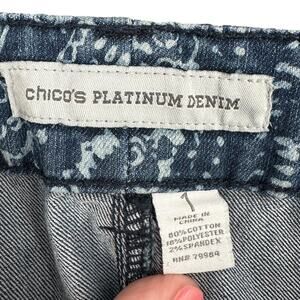 chico's PLATINUM DENIM
1
MADE IN
CHINA
80%COTTON
18%POLYESTER
2%SPANDEX
RN# 79984